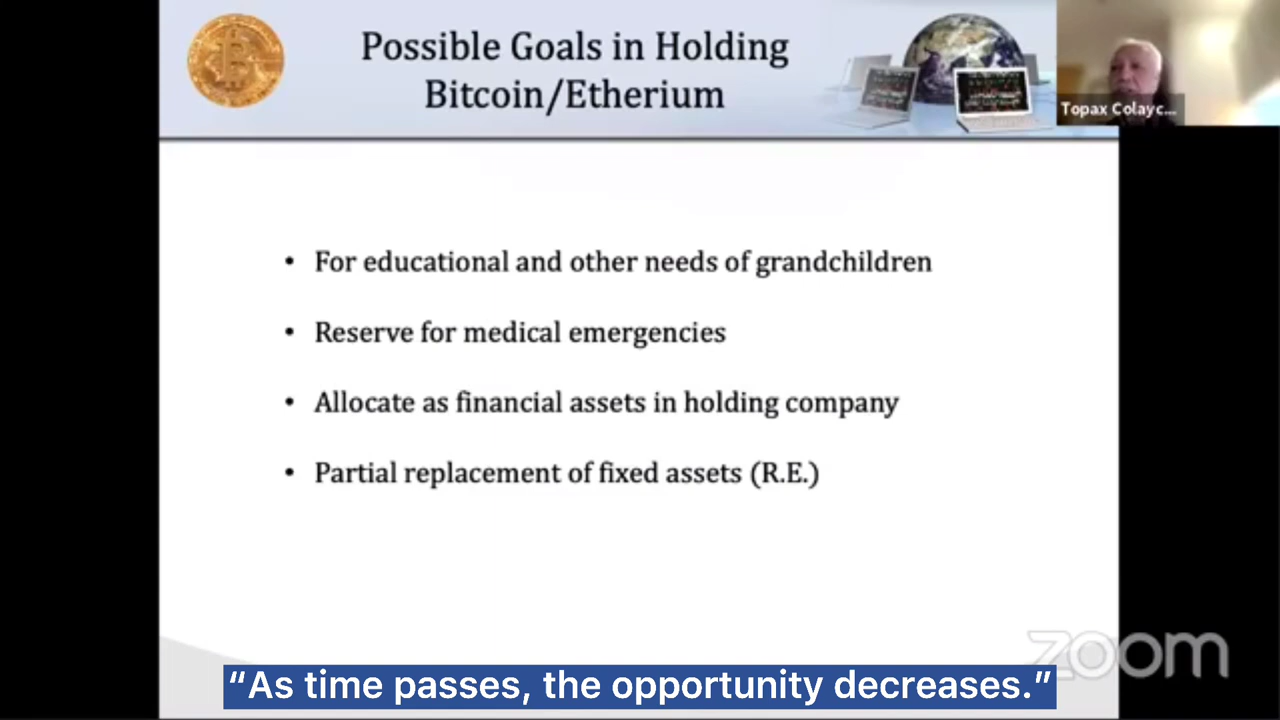 Possible Goals in Holding
Bitcoin/Etherium
Topax Colayc...
• For educational and other needs of grandchildren
• Reserve for medical emergencies
• Allocate as financial assets in holding company
• Partial replacement of fixed assets (R.E.)
zoom
“As time passes, the opportunity decreases.”